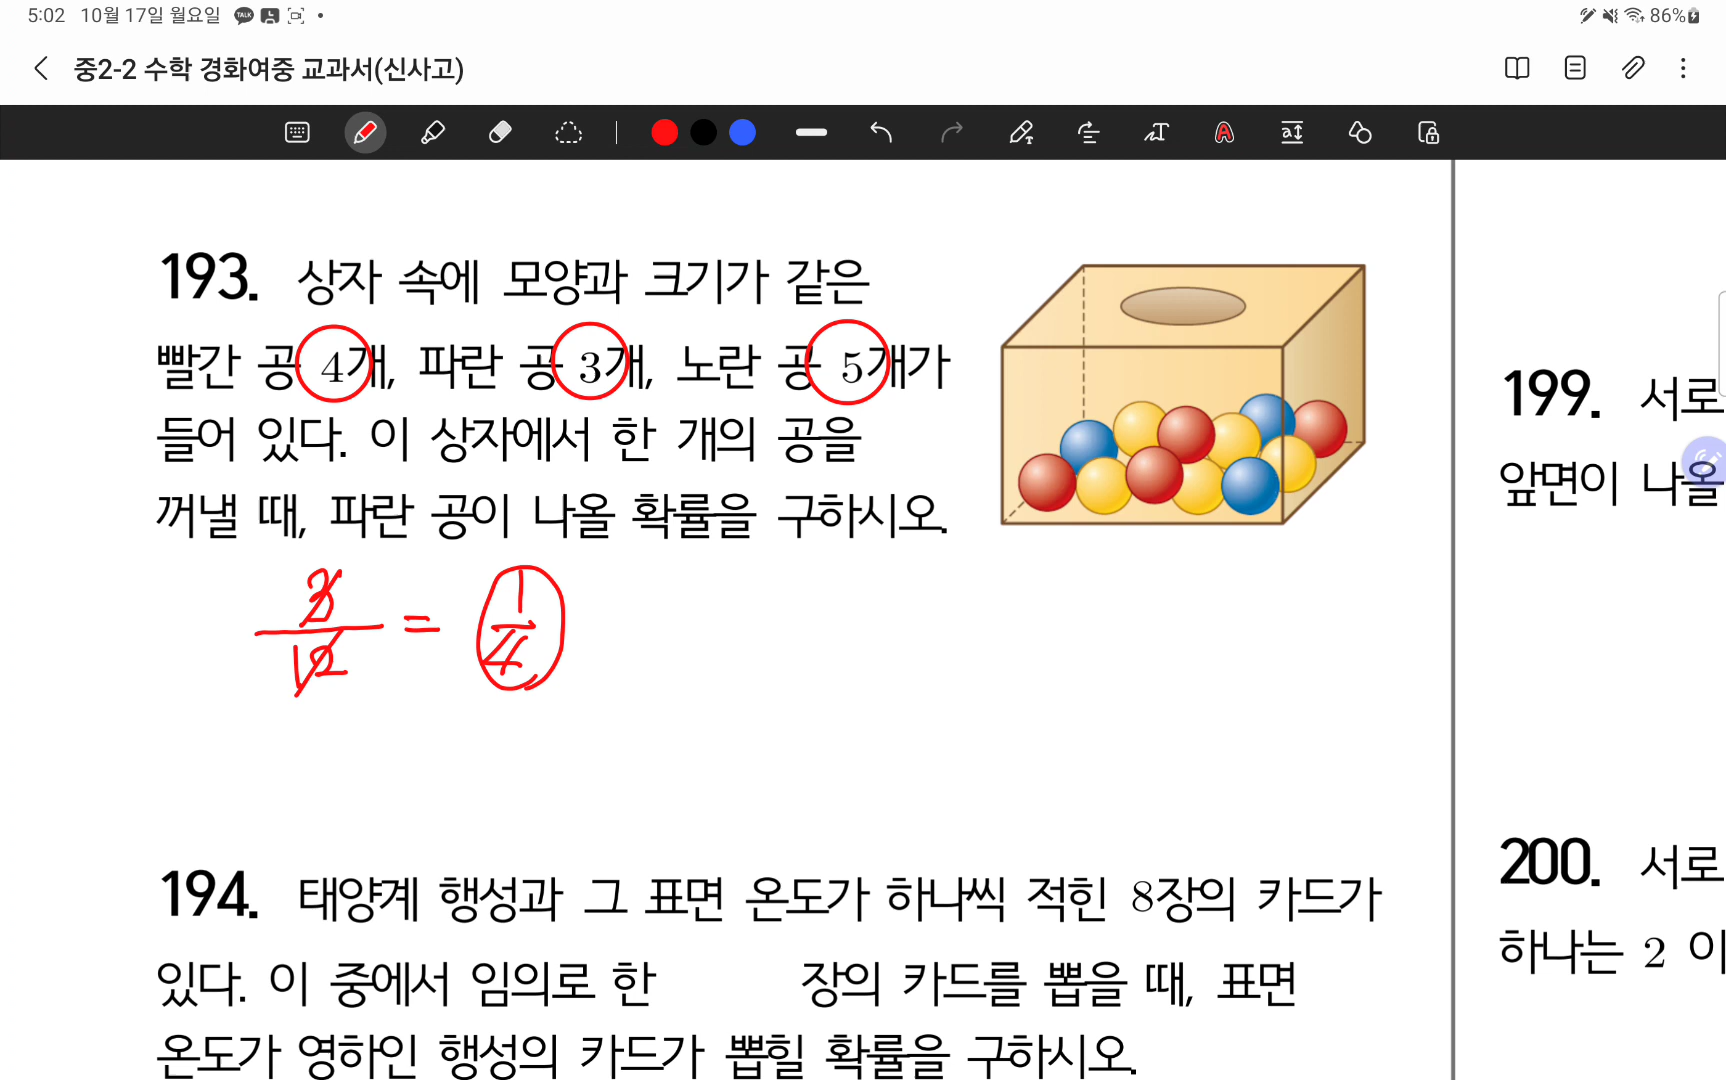 5:02 10월 17일 월요일 TALK 86%
중2-2 수학 경화여중 교과서(신사고)
193. 상자 속에 모양과 크기가 같은
빨간 공 4개, 파란 공 3개, 노란 공 5개가
들어 있다. 이 상자에서 한 개의 공을
꺼낼 때, 파란 공이 나올 확률을 구하시오.
3/12 = 1/4
194. 태양계 행성과 그 표면 온도가 하나씩 적힌 8장의 카드가
있다. 이 중에서 임의로 한 장의 카드를 뽑을 때, 표면
온도가 영하인 행성의 카드가 뽑힐 확률을 구하시오.
199. 서로
앞면이 나올
200. 서로
하나는 2 이